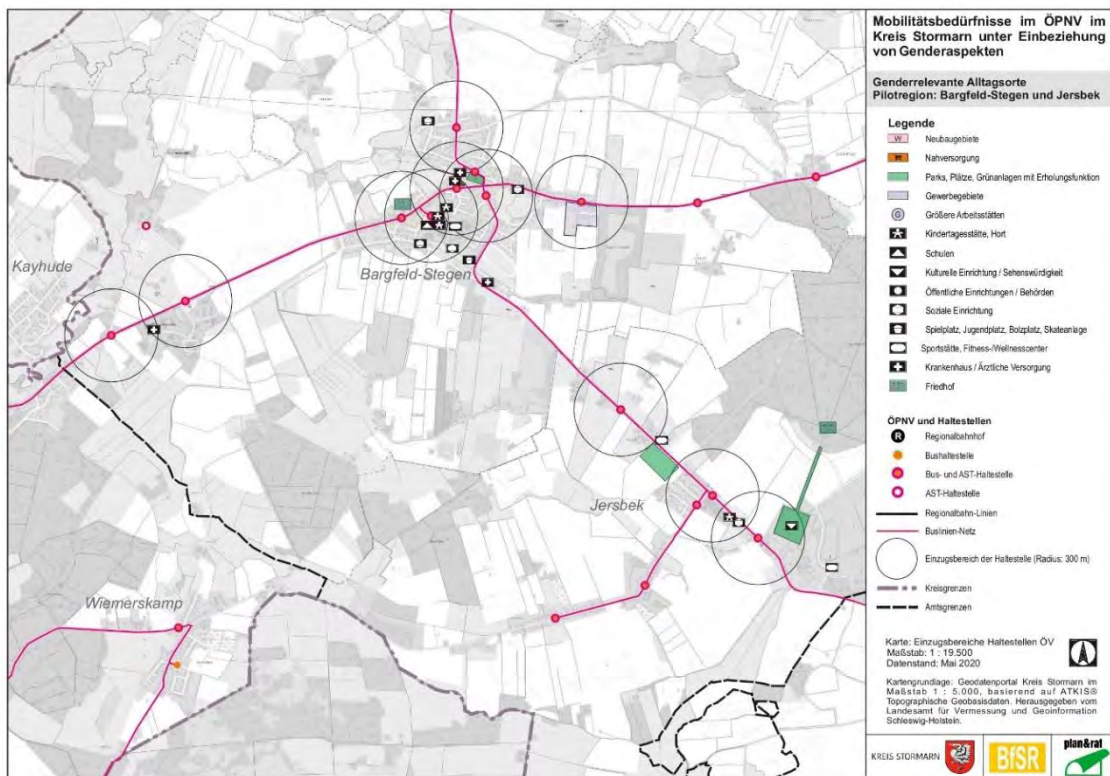 Mobilitätsbedürfnisse im ÖPNV im
Kreis Stormarn unter Einbeziehung
von Genderaspekten
Genderrelevante Alltagsorte
Pilotregion: Bargfeld-Stegen und Jersbek
Legende
Neubaugebiete
Nahversorgung
Parks, Plätze, Grünanlagen mit Erholungsfunktion
Gewerbegebiete
G Größere Arbeitsstätten
Kindertagesstätte, Hort
Schulen
Kulturelle Einrichtung / Sehenswürdigkeit
Öffentliche Einrichtungen / Behörden
Soziale Einrichtung
Spielplatz, Jugendplatz, Bolzplatz, Skateanlage
Sportstätte, Fitness-/Wellnesscenter
Krankenhaus / Ärztliche Versorgung
Friedhof
ÖPNV und Haltestellen
R Regionalbahnhof
Bushaltestelle
Bus- und AST-Haltestelle
AST-Haltestelle
Regionalbahn-Linien
Buslinien-Netz
Einzugsbereich der Haltestelle (Radius: 300 m)
Kreisgrenzen
Amtsgrenzen
Karte: Einzugsbereiche Haltestellen ÖV
Maßstab: 1 : 19.500
Datenstand: Mai 2020
Kartengrundlage: Geodatenportal Kreis Stormarn im
Maßstab 1 : 5.000, basierend auf ATKIS®
Topographische Geobasisdaten. Herausgegeben vom
Landesamt für Vermessung und Geoinformation
Schleswig-Holstein.
KREIS STORMARN
BfSR
plan&rat
Kayhude
Bargfeld-Stegen
Jersbek
Wiemerskamp